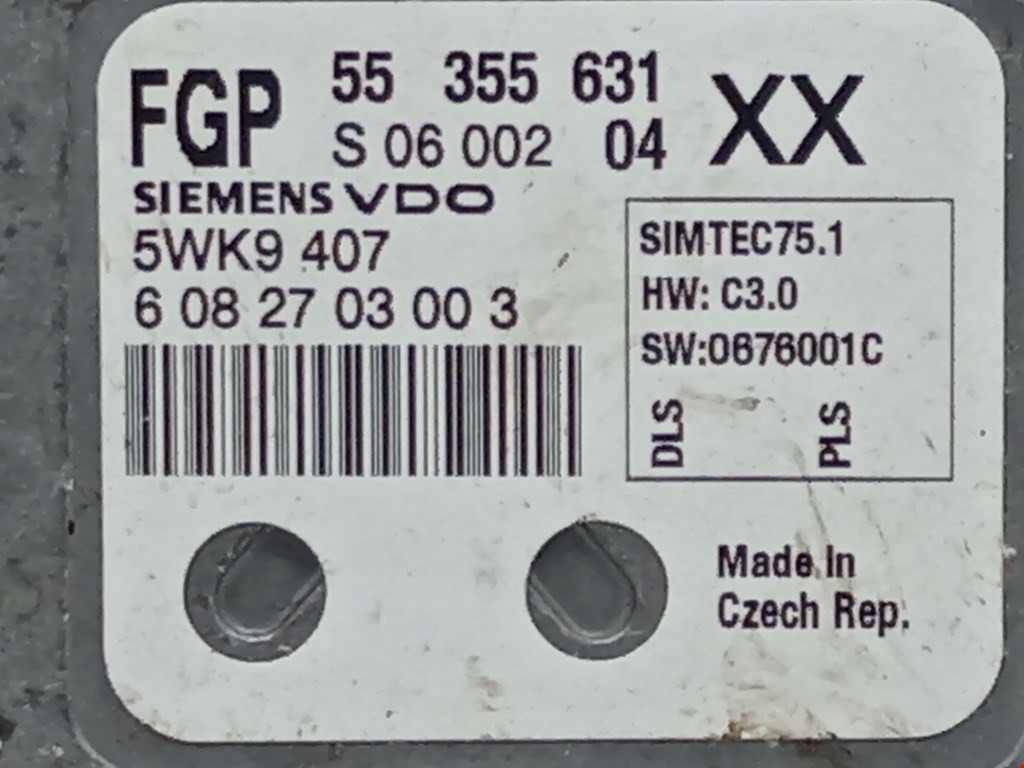 FGP 55 355 631 XX
S 06 002 04
SIEMENS VDO
5WK9 407
6 08 27 03 00 3
SIMTEC75.1
HW: C3.0
SW:0676001C
DLS PLS
Made In
Czech Rep.